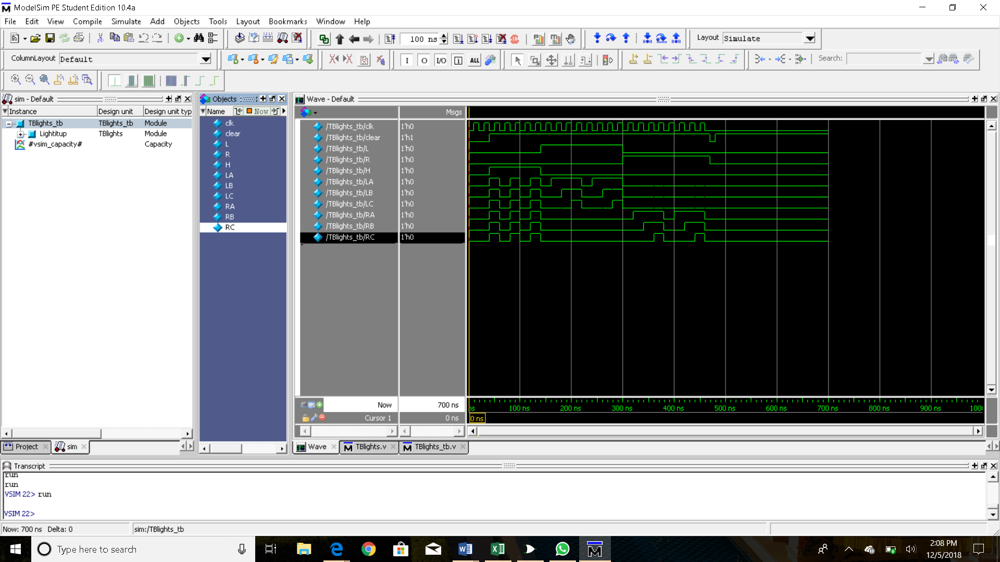 ModelSim PE Student Edition 10.4a
File Edit View Compile Simulate Add Objects Tools Layout Bookmarks Window Help
100 ns
Layout Simulate
ColumnLayout Default
I O I/O ALL
Search:
sim - Default
Instance Design unit Design unit typ
TBlights_tb TBlights_tb Module
Lightitup TBlights Module
#vsim_capacity# Capacity
Objects
Name Now
clk
clear
L
R
H
LA
LB
LC
RA
RB
RC
Wave - Default
Msgs
/TBlights_tb/clk 1'h0
/TBlights_tb/clear 1'h1
/TBlights_tb/L 1'h0
/TBlights_tb/R 1'h0
/TBlights_tb/H 1'h0
/TBlights_tb/LA 1'h0
/TBlights_tb/LB 1'h0
/TBlights_tb/LC 1'h0
/TBlights_tb/RA 1'h0
/TBlights_tb/RB 1'h0
/TBlights_tb/RC 1'h0
Now 700 ns
ns 100 ns 200 ns 300 ns 400 ns 500 ns 600 ns 700 ns 800 ns 900 ns 100
Cursor 1 0 ns
0 ns
Project sim
Wave TBlights.v TBlights_tb.v
Transcript
run
run
VSIM 22> run
VSIM 22>
Now: 700 ns Delta: 0 sim:/TBlights_tb
Type here to search
2:08 PM
12/5/2018